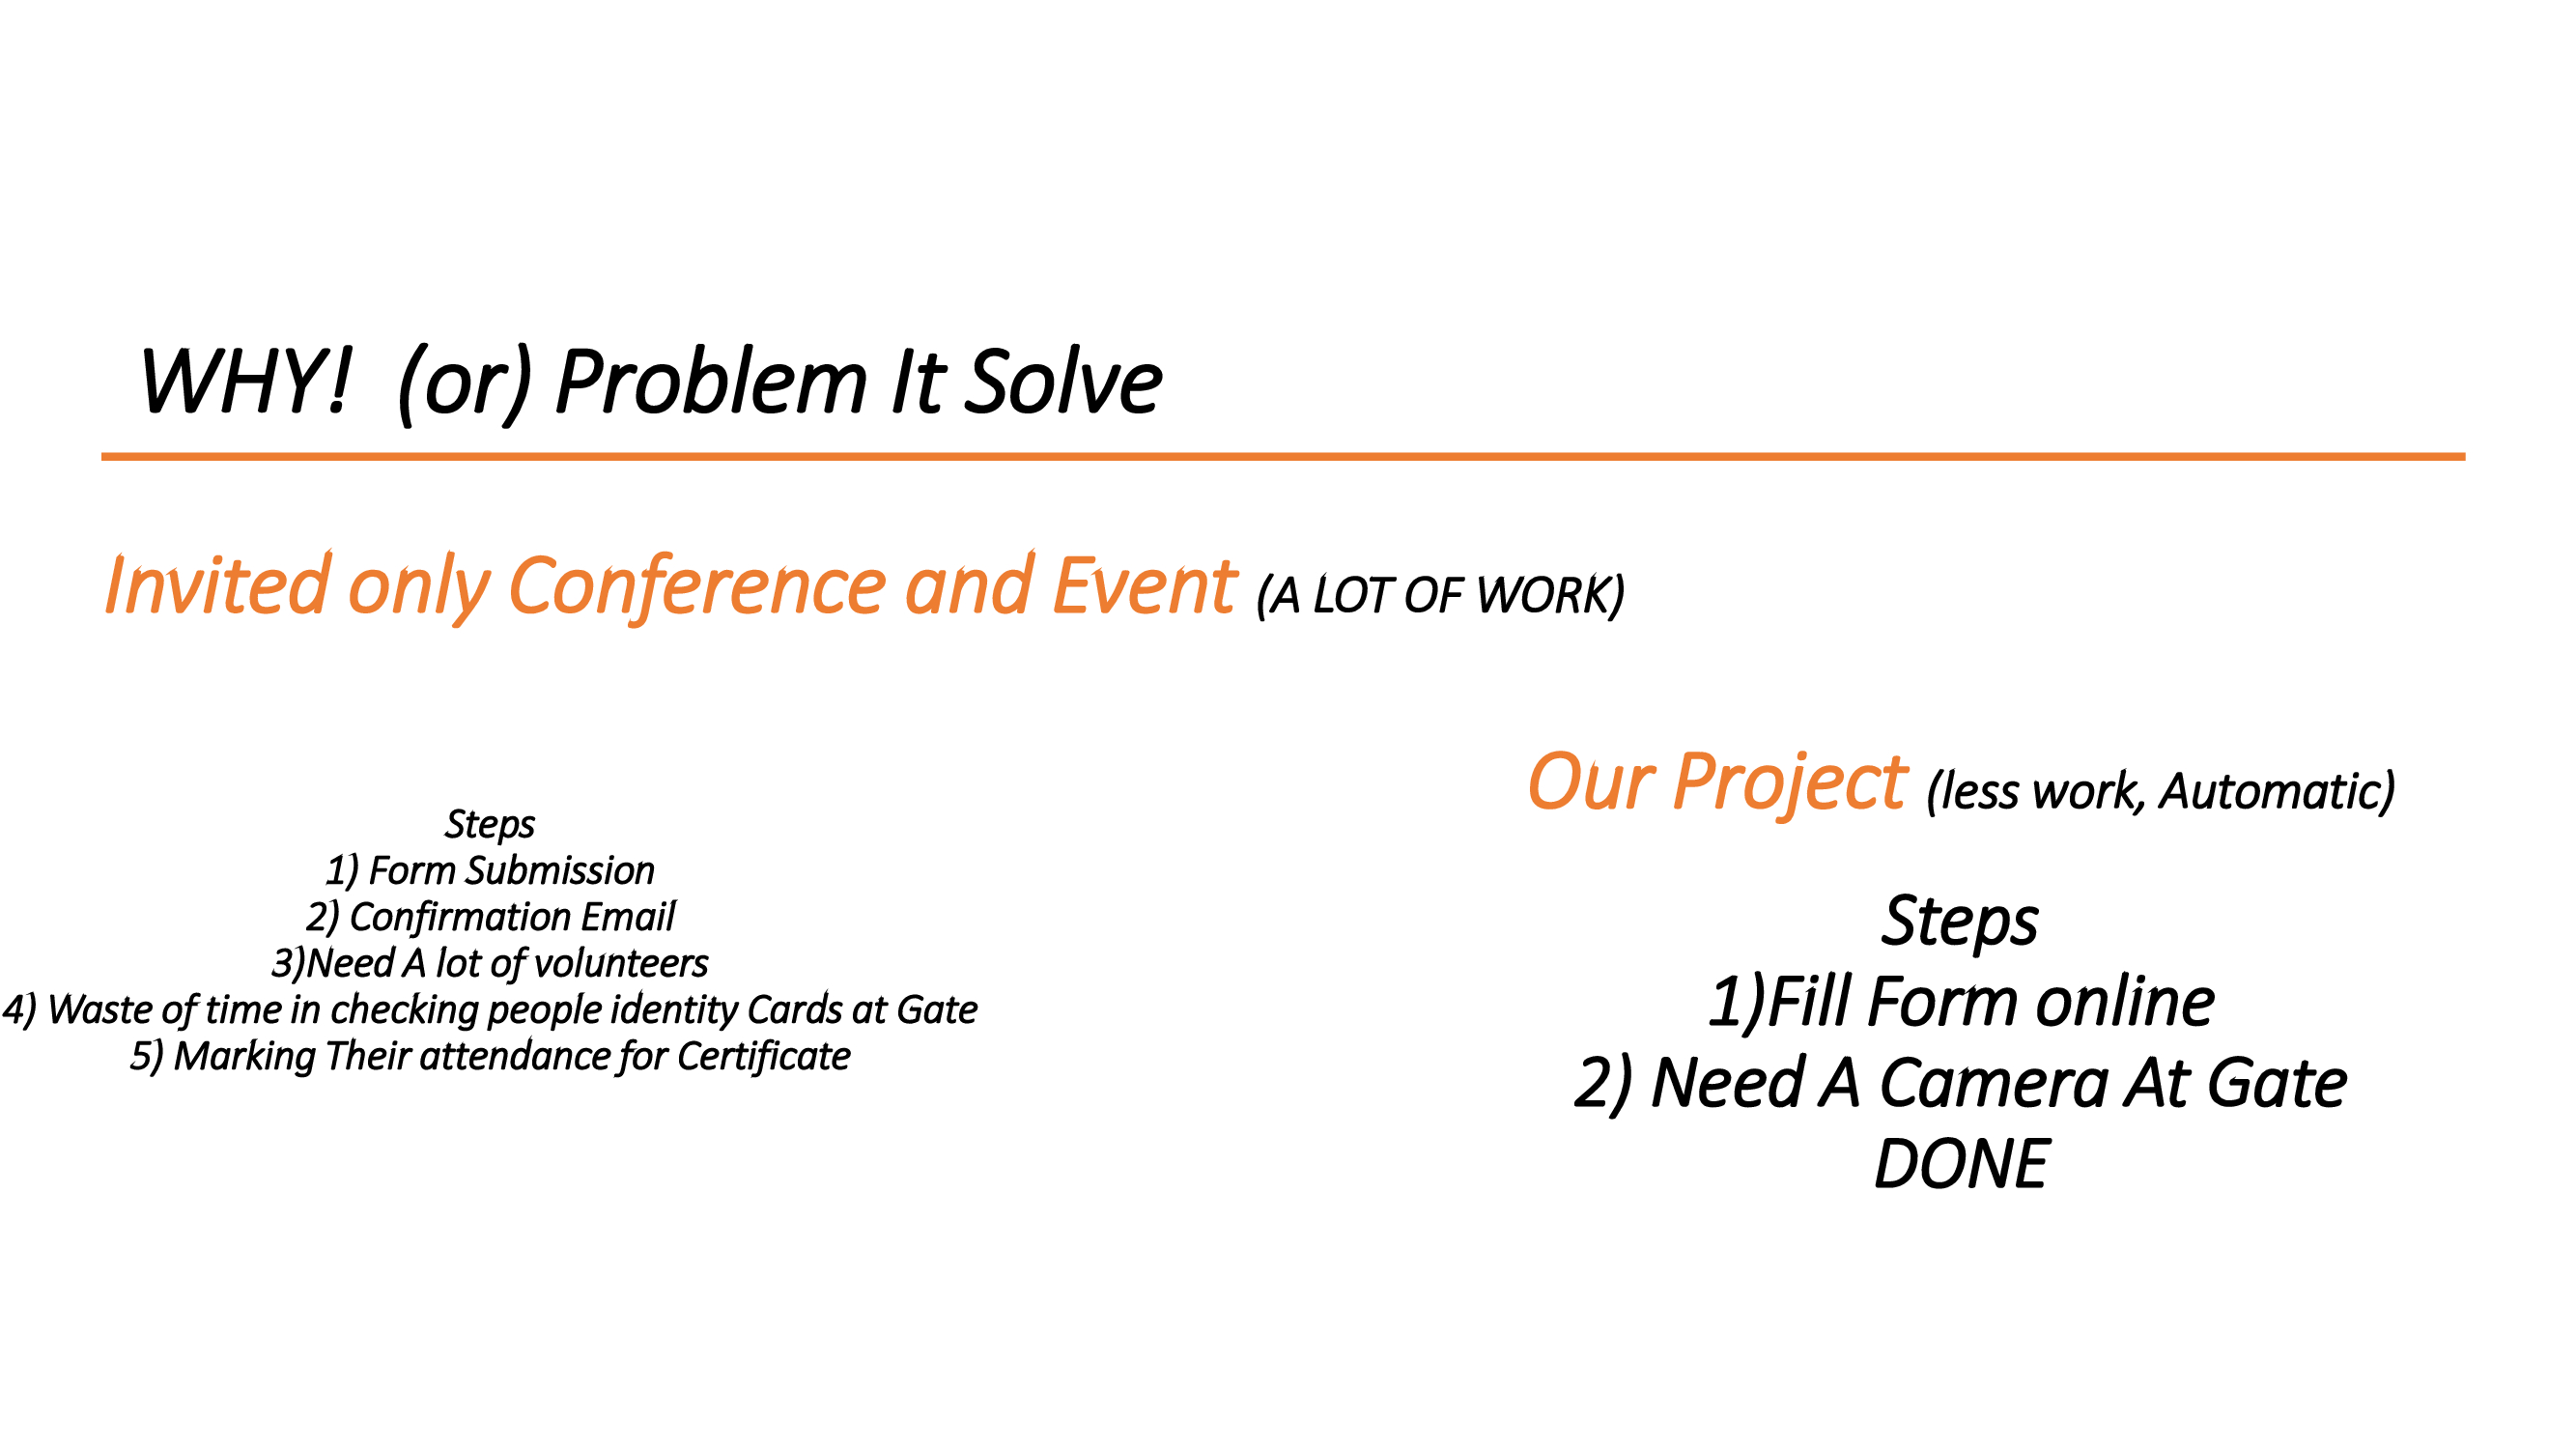 WHY!  (or) Problem It Solve
Invited only Conference and Event (A LOT OF WORK)
Steps
1) Form Submission
2) Confirmation Email
3)Need A lot of volunteers
4) Waste of time in checking people identity Cards at Gate
5) Marking Their attendance for Certificate
Our Project (less work, Automatic)
Steps
1)Fill Form online
2) Need A Camera At Gate
DONE